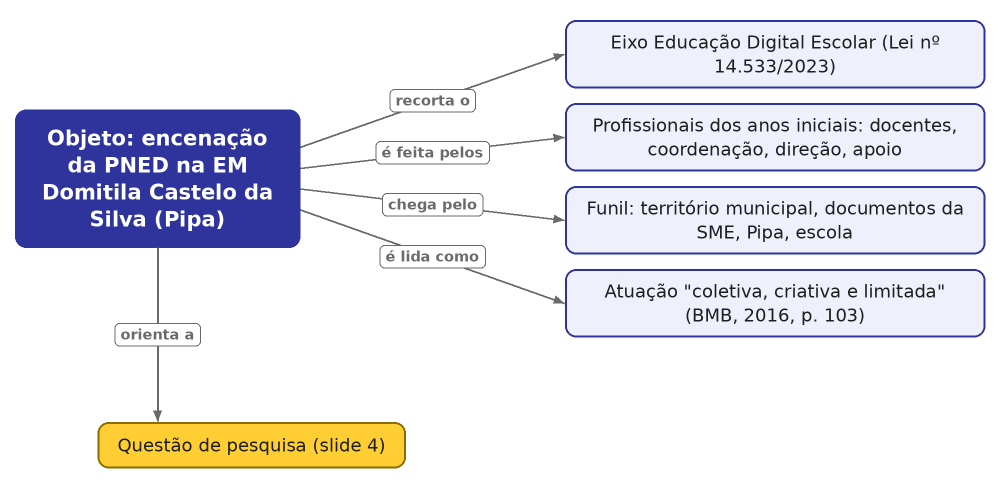 Objeto: encenação
da PNED na EM
Domitila Castelo da
Silva (Pipa)
recorta o
Eixo Educação Digital Escolar (Lei nº
14.533/2023)
é feita pelos
Profissionais dos anos iniciais: docentes,
coordenação, direção, apoio
chega pelo
Funil: território municipal, documentos da
SME, Pipa, escola
é lida como
Atuação "coletiva, criativa e limitada"
(BMB, 2016, p. 103)
orienta a
Questão de pesquisa (slide 4)